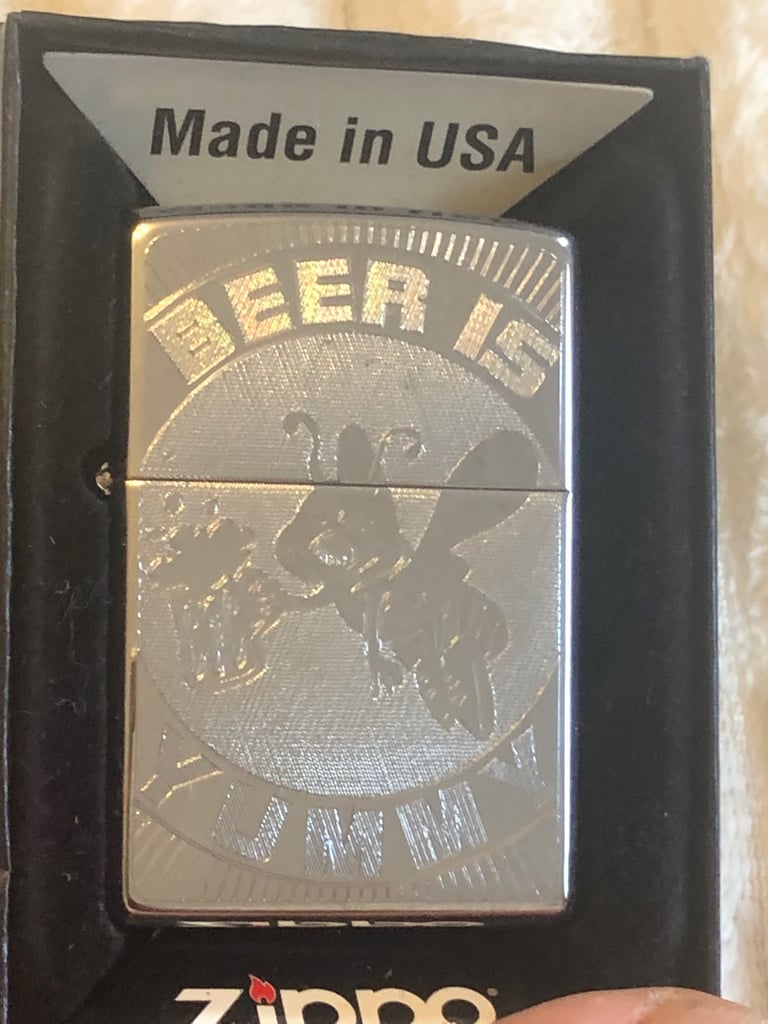 Made in USA
BEER IS
YUMMY
Zippo